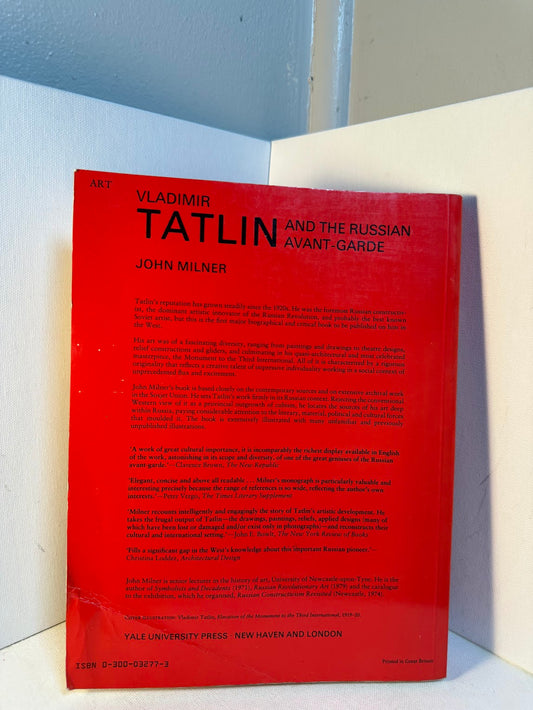 ART
VLADIMIR
TATLIN AND THE RUSSIAN
AVANT-GARDE
JOHN MILNER
Tatlin's reputation has grown steadily since the 1920s. He was the foremost Russian constructiv-
ist, the dominant artistic innovator of the Russian Revolution, and probably the best known
Soviet artist, but this is the first major biographical and critical book to be published on him in
the West.
His art was of a fascinating diversity, ranging from paintings and drawings to theatre designs,
relief constructions and gliders, and culminating in his quasi-architectural and most celebrated
masterpiece, the Monument to the Third International. All of it is characterised by a rigorous
originality that reflects a creative talent of supreme individuality working in a social context of
unprecedented flux and excitement.
John Milner's book is based closely on the contemporary sources and on extensive archival work
in the Soviet Union. He sees Tatlin's work firmly in its Russian context. Resisting the conventional
Western view of it as a provincial outgrowth of cubism, he locates the sources of his art deep
within Russia, paying considerable attention to the literary, material, political and cultural forces
that moulded it. The book is extensively illustrated with many unfamiliar and previously
unpublished illustrations.
'A work of great cultural importance, it is incomparably the richest display available in English
of the work, astonishing in its scope and diversity, of one of the great geniuses of the Russian
avant-garde.' – Clarence Brown, The New Republic
'Elegant, concise and above all readable . . . Milner's monograph is particularly valuable and
interesting precisely because the range of references is so wide, reflecting the author's own
interests.' – Peter Vergo, The Times Literary Supplement
'Milner recounts intelligently and engagingly the story of Tatlin's artistic development. He
takes the frugal output of Tatlin – the drawings, paintings, reliefs, applied designs (many of
which have been lost or damaged and/or exist only in photographs) – and reconstructs their
cultural and international setting.' – John E. Bowlt, The New York Review of Books
'Fills a significant gap in the West's knowledge about this important Russian pioneer.' –
Christina Lodder, Architectural Design
John Milner is senior lecturer in the history of art, University of Newcastle-upon-Tyne. He is the
author of Symbolists and Decadents (1971), Russian Revolutionary Art (1979) and the catalogue
to the exhibition, which he organised, Russian Constructivism Revisited (Newcastle, 1974).
COVER ILLUSTRATION: Vladimir Tatlin, Elevation of the Monument to the Third International, 1919–20.
YALE UNIVERSITY PRESS · NEW HAVEN AND LONDON
ISBN 0-300-03277-3
Printed in Great Britain